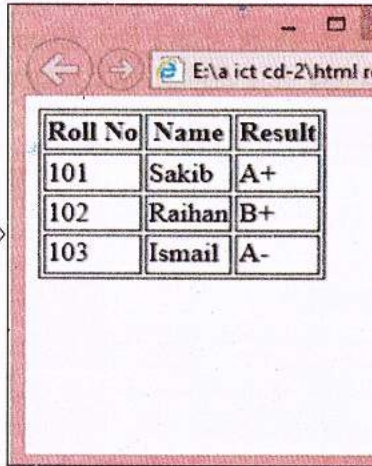 E:\a ict cd-2\html r
Roll No Name Result
101 Sakib A+
102 Raihan B+
103 Ismail A-